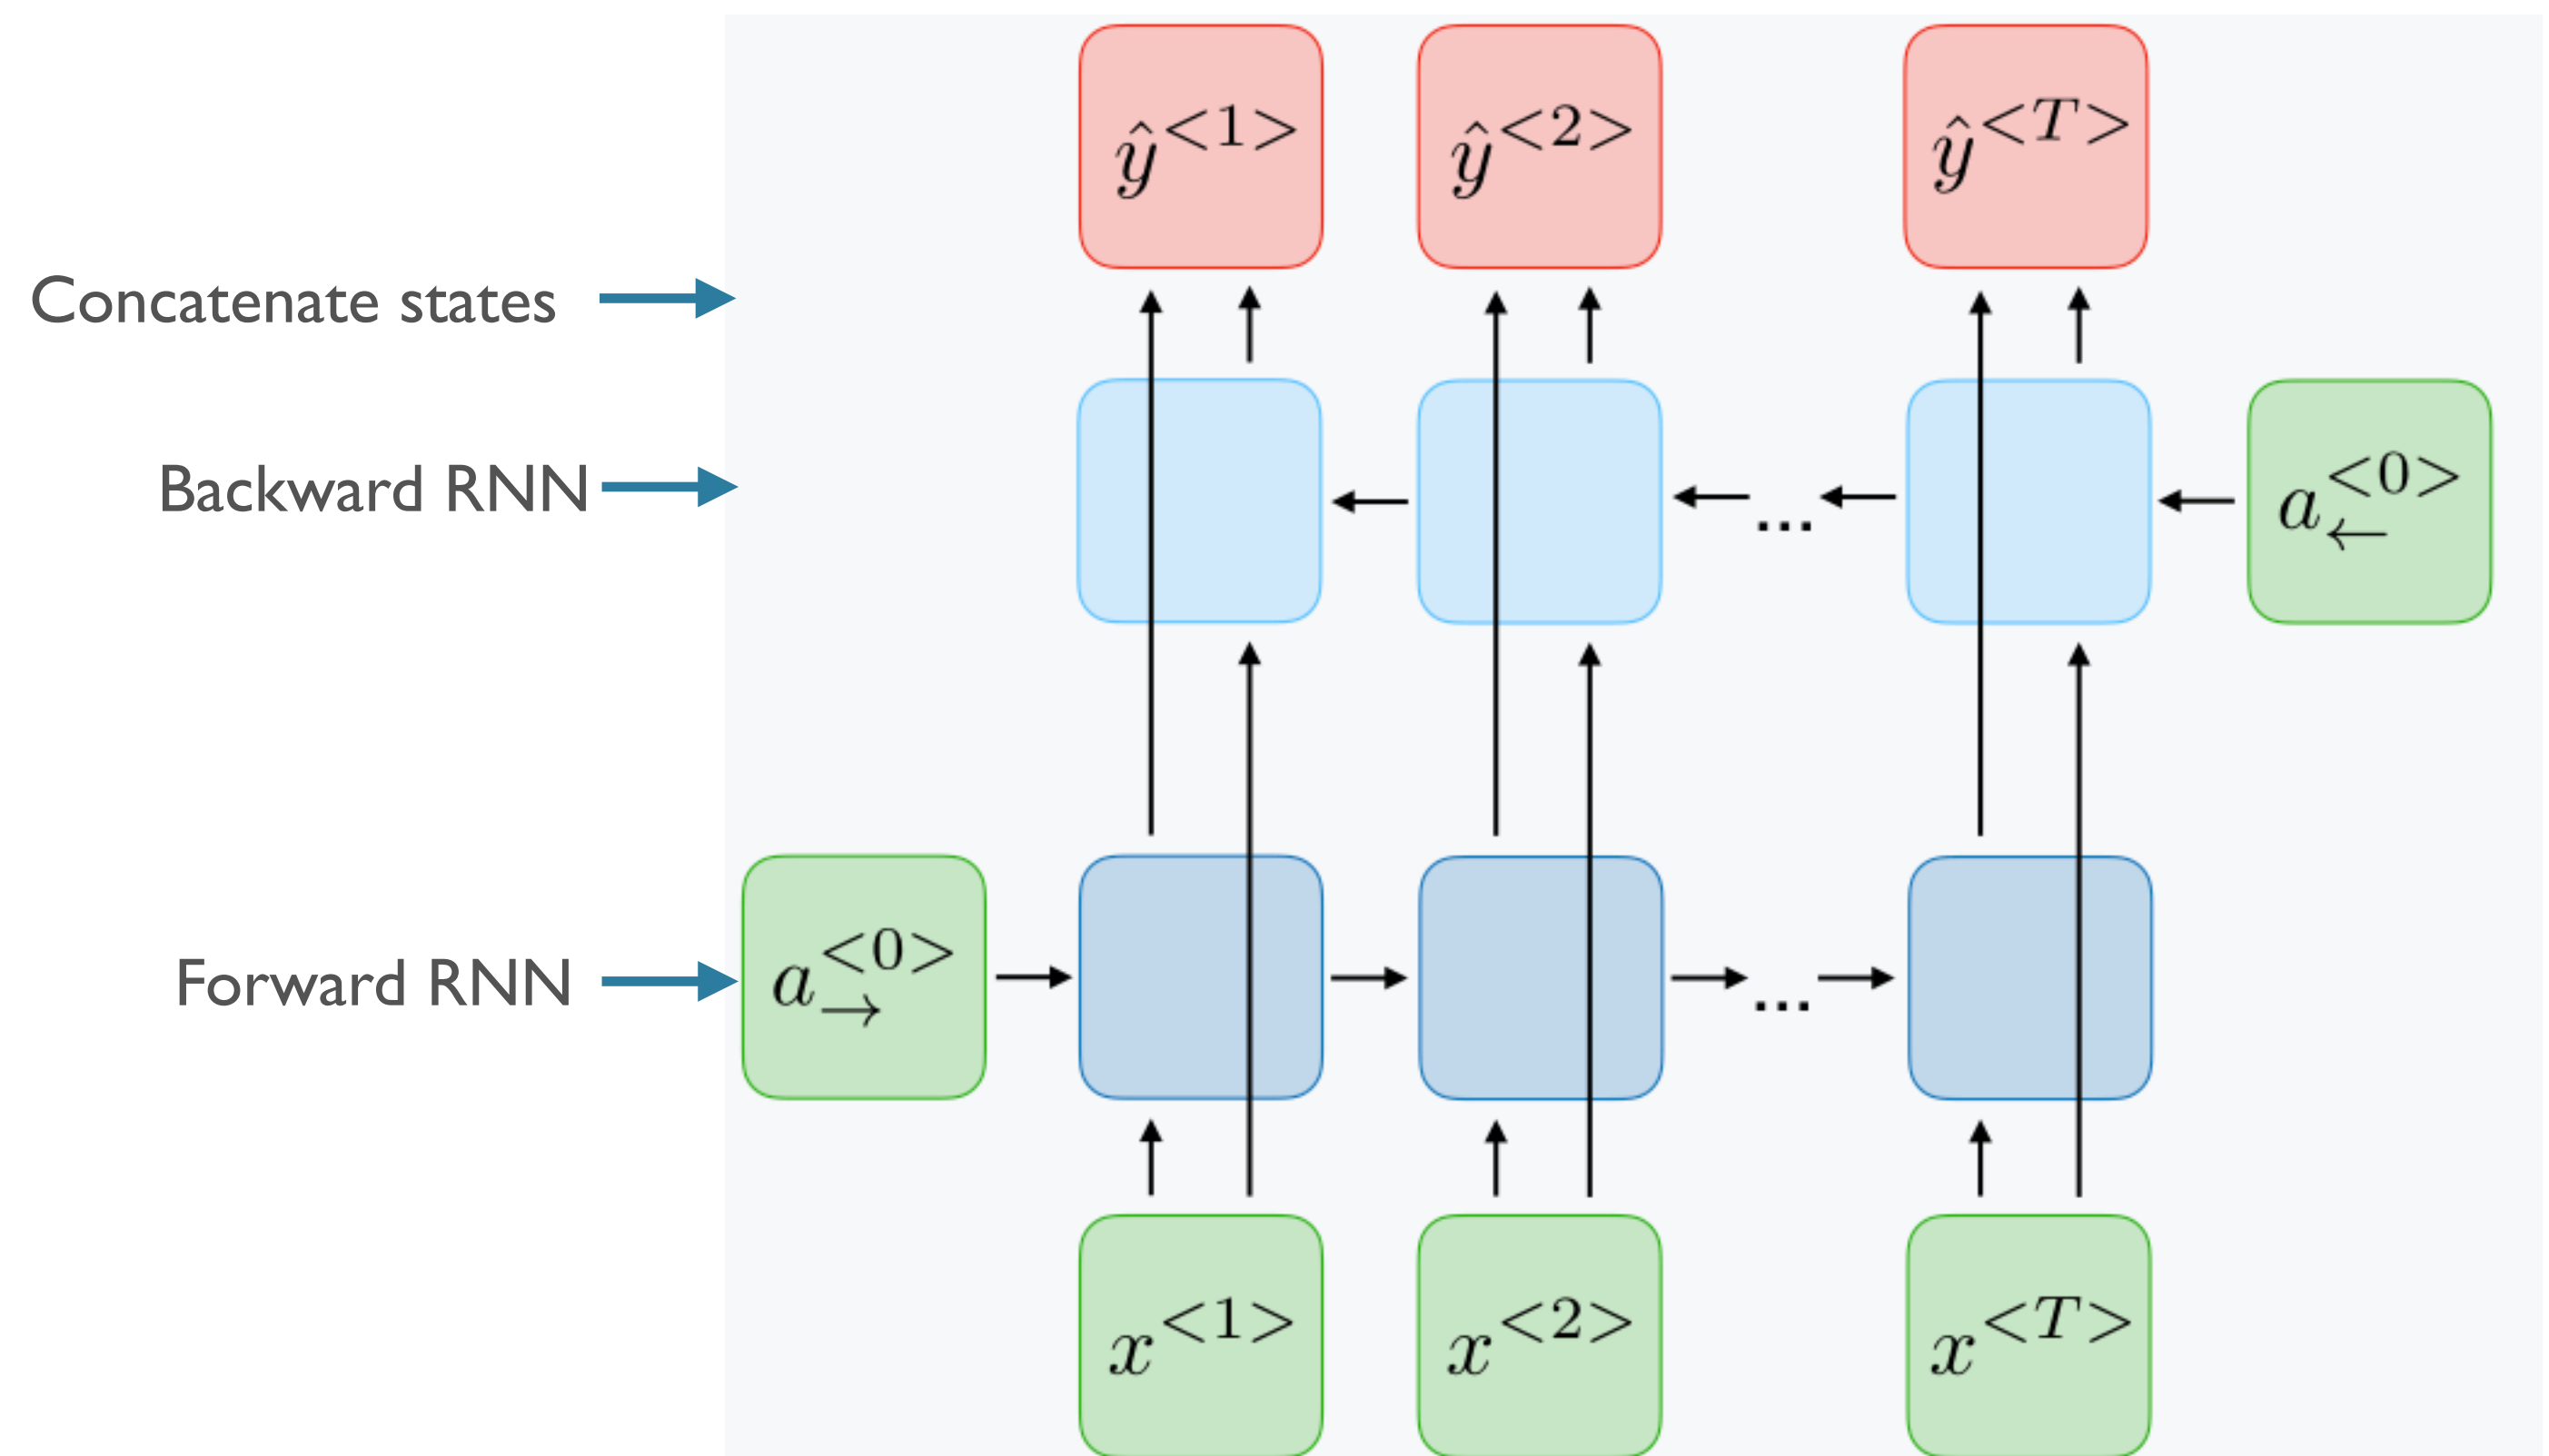 ŷ<1> ŷ<2> ŷ<T>
Concatenate states
Backward RNN
... a←<0>
Forward RNN
a→<0> ...
x<1> x<2> x<T>